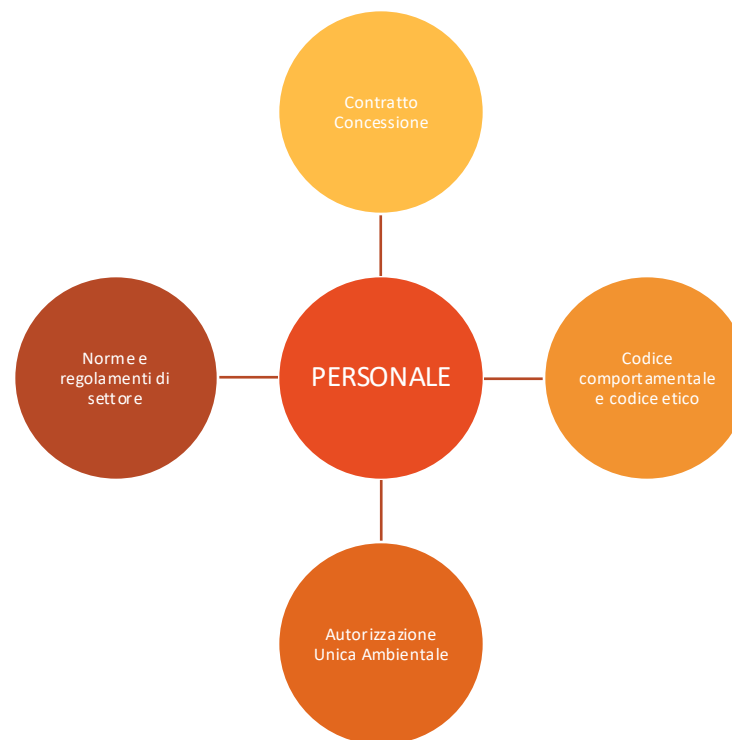 Contratto
Concessione
Norme e
regolamenti di
settore
PERSONALE
Codice
comportamentale
e codice etico
Autorizzazione
Unica Ambientale